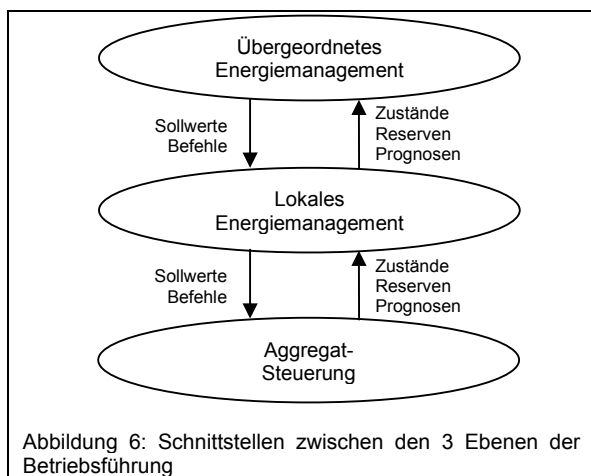 Übergeordnetes
Energiemanagement
Sollwerte
Befehle
Zustände
Reserven
Prognosen
Lokales
Energiemanagement
Sollwerte
Befehle
Zustände
Reserven
Prognosen
Aggregat-
Steuerung
Abbildung 6: Schnittstellen zwischen den 3 Ebenen der
Betriebsführung